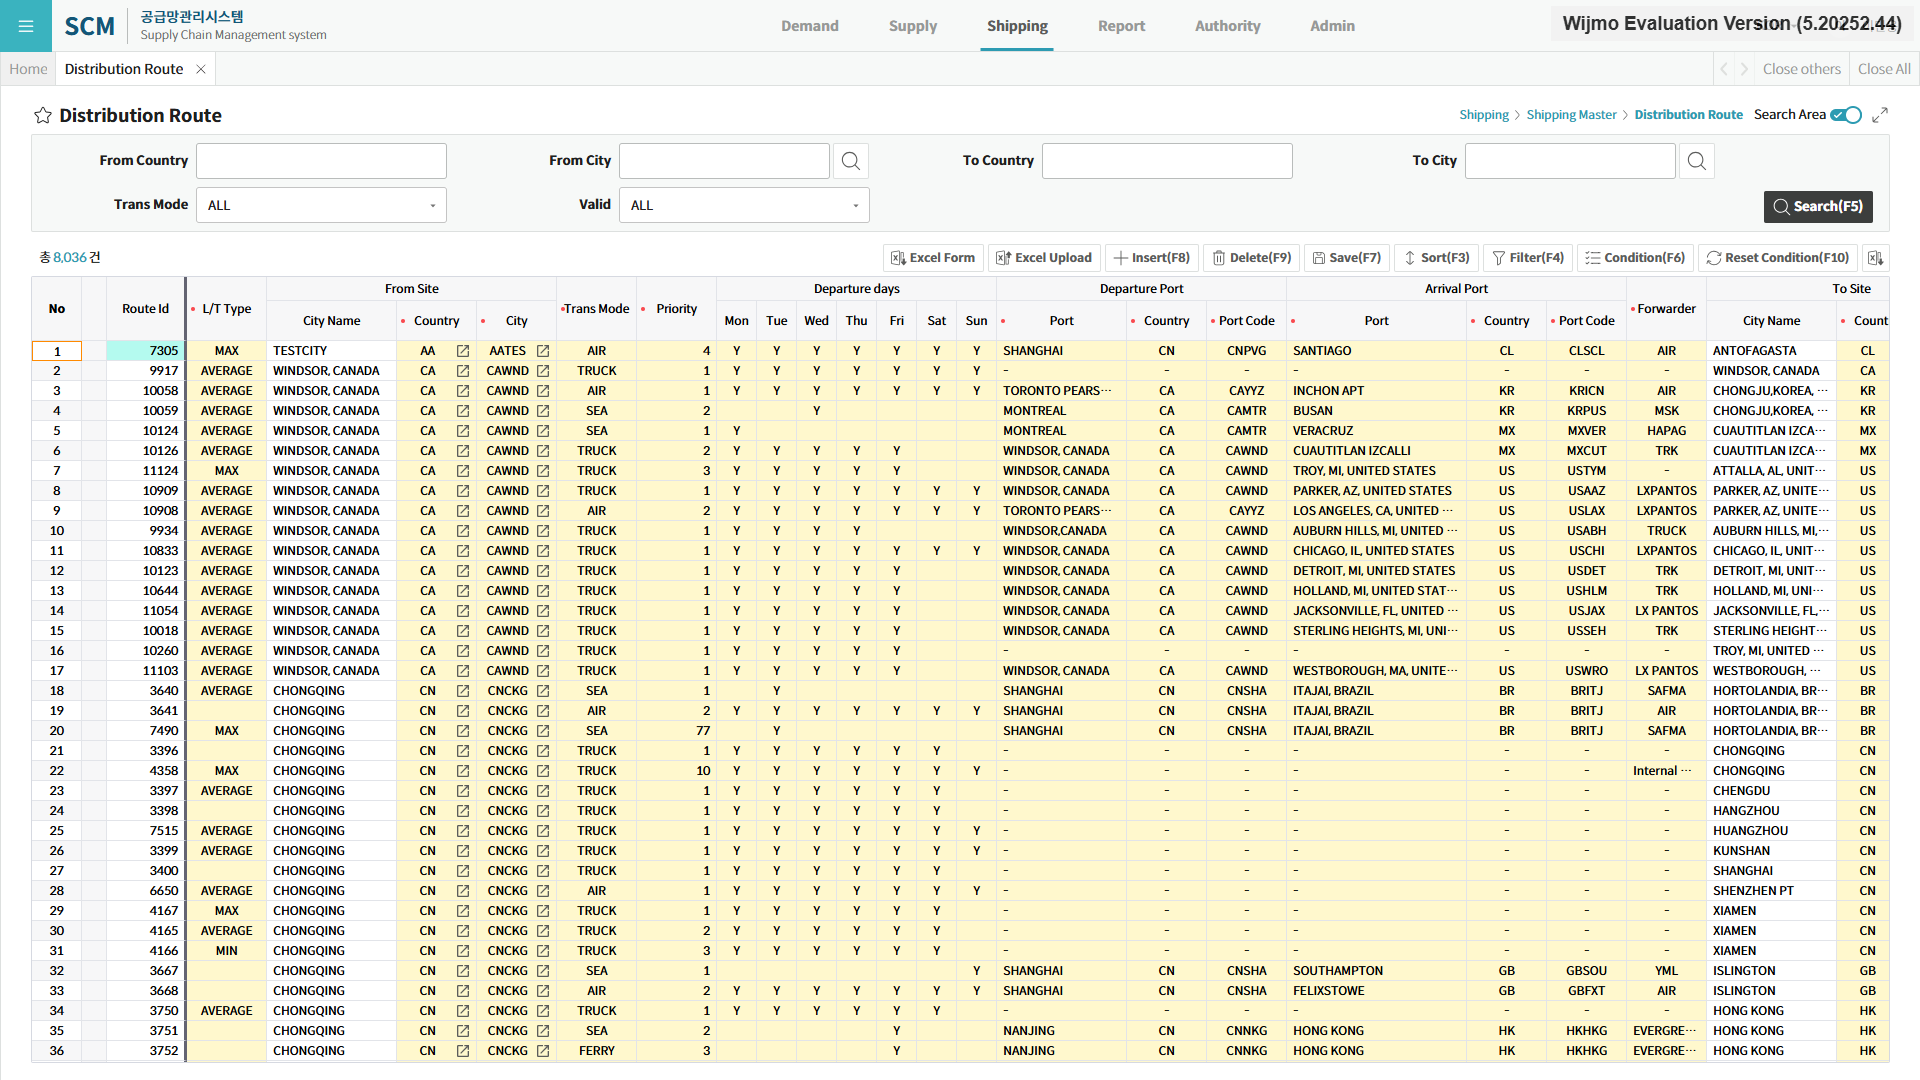 SCM 공급망관리시스템 Supply Chain Management system
Demand Supply Shipping Report Authority Admin
Wijmo Evaluation Version (5.20252.44)
Home Distribution Route Close others Close All
Distribution Route
Shipping > Shipping Master > Distribution Route Search Area
From Country From City To Country To City
Trans Mode ALL Valid ALL Search(F5)
총 8,036 건
Excel Form Excel Upload Insert(F8) Delete(F9) Save(F7) Sort(F3) Filter(F4) Condition(F6) Reset Condition(F10)
From Site Departure days Departure Port Arrival Port To Site
No Route Id L/T Type City Name Country City Trans Mode Priority Mon Tue Wed Thu Fri Sat Sun Port Country Port Code Port Country Port Code Forwarder City Name Count
1 7305 MAX TESTCITY AA AATES AIR 4 Y Y Y Y Y Y Y SHANGHAI CN CNPVG SANTIAGO CL CLSCL AIR ANTOFAGASTA CL
2 9917 AVERAGE WINDSOR, CANADA CA CAWND TRUCK 1 Y Y Y Y Y Y Y - - - - - - - WINDSOR, CANADA CA
3 10058 AVERAGE WINDSOR, CANADA CA CAWND AIR 1 Y Y Y Y Y Y Y TORONTO PEARS··· CA CAYYZ INCHON APT KR KRICN AIR CHONGJU,KOREA, ··· KR
4 10059 AVERAGE WINDSOR, CANADA CA CAWND SEA 2 Y MONTREAL CA CAMTR BUSAN KR KRPUS MSK CHONGJU,KOREA, ··· KR
5 10124 AVERAGE WINDSOR, CANADA CA CAWND SEA 1 Y MONTREAL CA CAMTR VERACRUZ MX MXVER HAPAG CUAUTITLAN IZCA··· MX
6 10126 AVERAGE WINDSOR, CANADA CA CAWND TRUCK 2 Y Y Y Y Y WINDSOR, CANADA CA CAWND CUAUTITLAN IZCALLI MX MXCUT TRK CUAUTITLAN IZCA··· MX
7 11124 MAX WINDSOR, CANADA CA CAWND TRUCK 3 Y Y Y Y Y WINDSOR, CANADA CA CAWND TROY, MI, UNITED STATES US USTYM - ATTALLA, AL, UNIT··· US
8 10909 AVERAGE WINDSOR, CANADA CA CAWND TRUCK 1 Y Y Y Y Y Y Y WINDSOR, CANADA CA CAWND PARKER, AZ, UNITED STATES US USAAZ LXPANTOS PARKER, AZ, UNITE··· US
9 10908 AVERAGE WINDSOR, CANADA CA CAWND AIR 2 Y Y Y Y Y Y Y TORONTO PEARS··· CA CAYYZ LOS ANGELES, CA, UNITED ··· US USLAX LXPANTOS PARKER, AZ, UNITE··· US
10 9934 AVERAGE WINDSOR, CANADA CA CAWND TRUCK 1 Y Y Y Y WINDSOR,CANADA CA CAWND AUBURN HILLS, MI, UNITED ··· US USABH TRUCK AUBURN HILLS, MI,··· US
11 10833 AVERAGE WINDSOR, CANADA CA CAWND TRUCK 1 Y Y Y Y Y Y Y WINDSOR, CANADA CA CAWND CHICAGO, IL, UNITED STATES US USCHI LXPANTOS CHICAGO, IL, UNIT··· US
12 10123 AVERAGE WINDSOR, CANADA CA CAWND TRUCK 1 Y Y Y Y Y WINDSOR, CANADA CA CAWND DETROIT, MI, UNITED STATES US USDET TRK DETROIT, MI, UNIT··· US
13 10644 AVERAGE WINDSOR, CANADA CA CAWND TRUCK 1 Y Y Y Y Y WINDSOR, CANADA CA CAWND HOLLAND, MI, UNITED STAT··· US USHLM TRK HOLLAND, MI, UNI··· US
14 11054 AVERAGE WINDSOR, CANADA CA CAWND TRUCK 1 Y Y Y Y Y WINDSOR, CANADA CA CAWND JACKSONVILLE, FL, UNITED ··· US USJAX LX PANTOS JACKSONVILLE, FL,··· US
15 10018 AVERAGE WINDSOR, CANADA CA CAWND TRUCK 1 Y Y Y Y Y WINDSOR, CANADA CA CAWND STERLING HEIGHTS, MI, UNI··· US USSEH TRK STERLING HEIGHT··· US
16 10260 AVERAGE WINDSOR, CANADA CA CAWND TRUCK 1 Y Y Y Y Y - - - - - - - TROY, MI, UNITED ··· US
17 11103 AVERAGE WINDSOR, CANADA CA CAWND TRUCK 1 Y Y Y Y Y WINDSOR, CANADA CA CAWND WESTBOROUGH, MA, UNITE··· US USWRO LX PANTOS WESTBOROUGH, ··· US
18 3640 AVERAGE CHONGQING CN CNCKG SEA 1 Y SHANGHAI CN CNSHA ITAJAI, BRAZIL BR BRITJ SAFMA HORTOLANDIA, BR··· BR
19 3641 CHONGQING CN CNCKG AIR 2 Y Y Y Y Y Y Y SHANGHAI CN CNSHA ITAJAI, BRAZIL BR BRITJ AIR HORTOLANDIA, BR··· BR
20 7490 MAX CHONGQING CN CNCKG SEA 77 Y SHANGHAI CN CNSHA ITAJAI, BRAZIL BR BRITJ SAFMA HORTOLANDIA, BR··· BR
21 3396 CHONGQING CN CNCKG TRUCK 1 Y Y Y Y Y Y - - - - - - - CHONGQING CN
22 4358 MAX CHONGQING CN CNCKG TRUCK 10 Y Y Y Y Y Y Y - - - - - - Internal ··· CHONGQING CN
23 3397 AVERAGE CHONGQING CN CNCKG TRUCK 1 Y Y Y Y Y Y - - - - - - - CHENGDU CN
24 3398 CHONGQING CN CNCKG TRUCK 1 Y Y Y Y Y Y - - - - - - - HANGZHOU CN
25 7515 AVERAGE CHONGQING CN CNCKG TRUCK 1 Y Y Y Y Y Y Y - - - - - - - HUANGZHOU CN
26 3399 AVERAGE CHONGQING CN CNCKG TRUCK 1 Y Y Y Y Y Y Y - - - - - - - KUNSHAN CN
27 3400 CHONGQING CN CNCKG TRUCK 1 Y Y Y Y Y Y - - - - - - - SHANGHAI CN
28 6650 AVERAGE CHONGQING CN CNCKG AIR 1 Y Y Y Y Y Y Y - - - - - - - SHENZHEN PT CN
29 4167 MAX CHONGQING CN CNCKG TRUCK 1 Y Y Y Y Y Y - - - - - - - XIAMEN CN
30 4165 AVERAGE CHONGQING CN CNCKG TRUCK 2 Y Y Y Y Y Y - - - - - - - XIAMEN CN
31 4166 MIN CHONGQING CN CNCKG TRUCK 3 Y Y Y Y Y Y - - - - - - - XIAMEN CN
32 3667 CHONGQING CN CNCKG SEA 1 Y SHANGHAI CN CNSHA SOUTHAMPTON GB GBSOU YML ISLINGTON GB
33 3668 CHONGQING CN CNCKG AIR 2 Y Y Y Y Y Y Y SHANGHAI CN CNSHA FELIXSTOWE GB GBFXT AIR ISLINGTON GB
34 3750 AVERAGE CHONGQING CN CNCKG TRUCK 1 Y Y Y Y Y Y - - - - - - - HONG KONG HK
35 3751 CHONGQING CN CNCKG SEA 2 Y NANJING CN CNNKG HONG KONG HK HKHKG EVERGRE··· HONG KONG HK
36 3752 CHONGQING CN CNCKG FERRY 3 Y NANJING CN CNNKG HONG KONG HK HKHKG EVERGRE··· HONG KONG HK